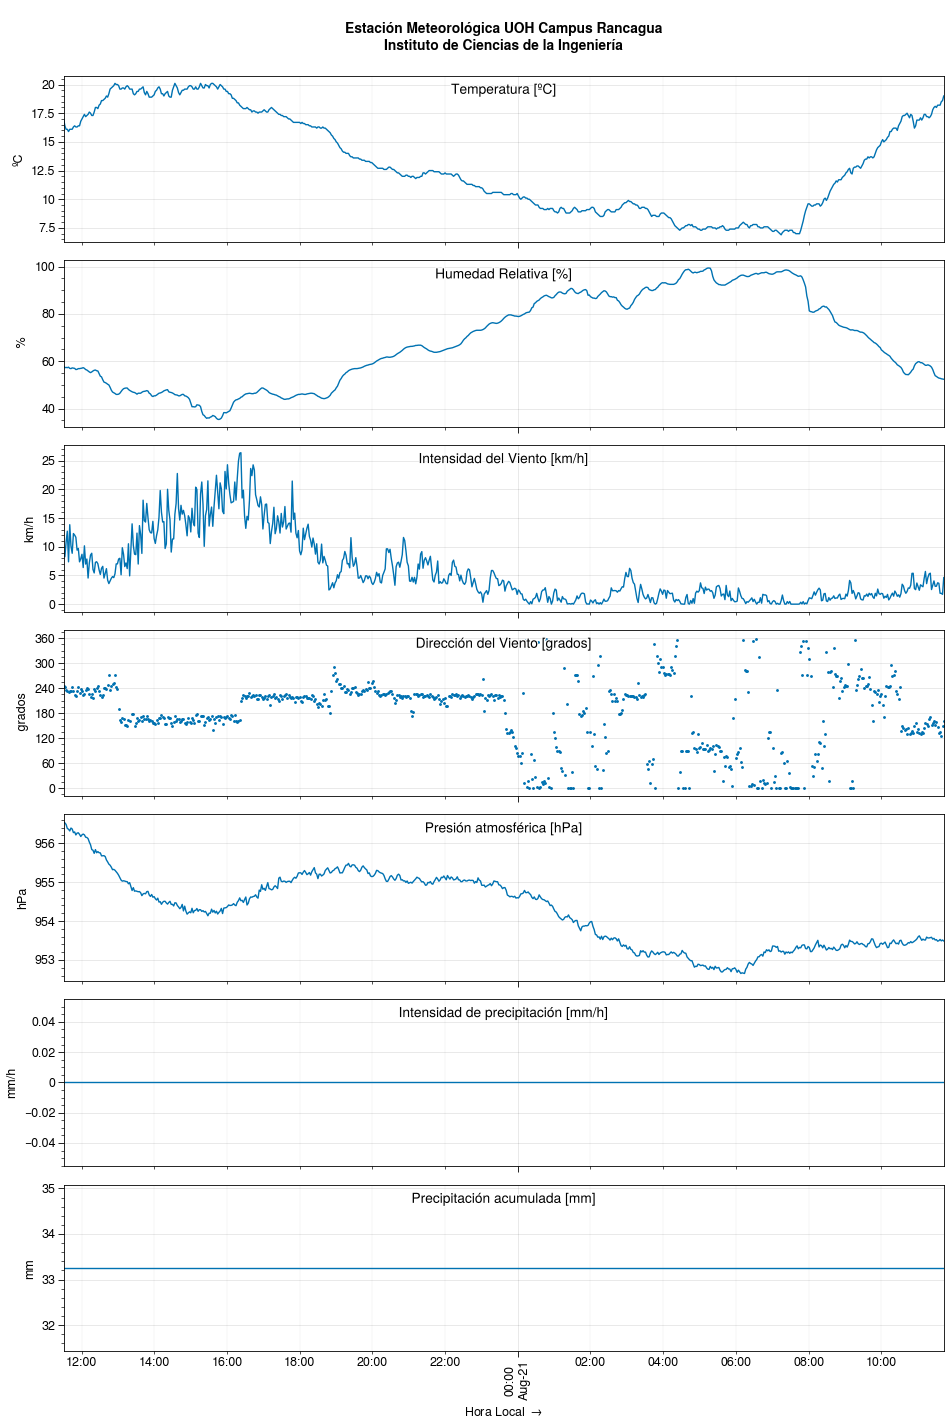 Estación Meteorológica UOH Campus Rancagua
Instituto de Ciencias de la Ingeniería
Temperatura [ºC]
20
17.5
15
12.5
10
7.5
ºC
Humedad Relativa [%]
100
80
60
40
%
Intensidad del Viento [km/h]
25
20
15
10
5
0
km/h
Dirección del Viento [grados]
360
300
240
180
120
60
0
grados
Presión atmosférica [hPa]
956
955
954
953
hPa
Intensidad de precipitación [mm/h]
0.04
0.02
0
−0.02
−0.04
mm/h
Precipitación acumulada [mm]
35
34
33
32
mm
12:00 14:00 16:00 18:00 20:00 22:00 00:00 02:00 04:00 06:00 08:00 10:00
Aug-21
Hora Local →